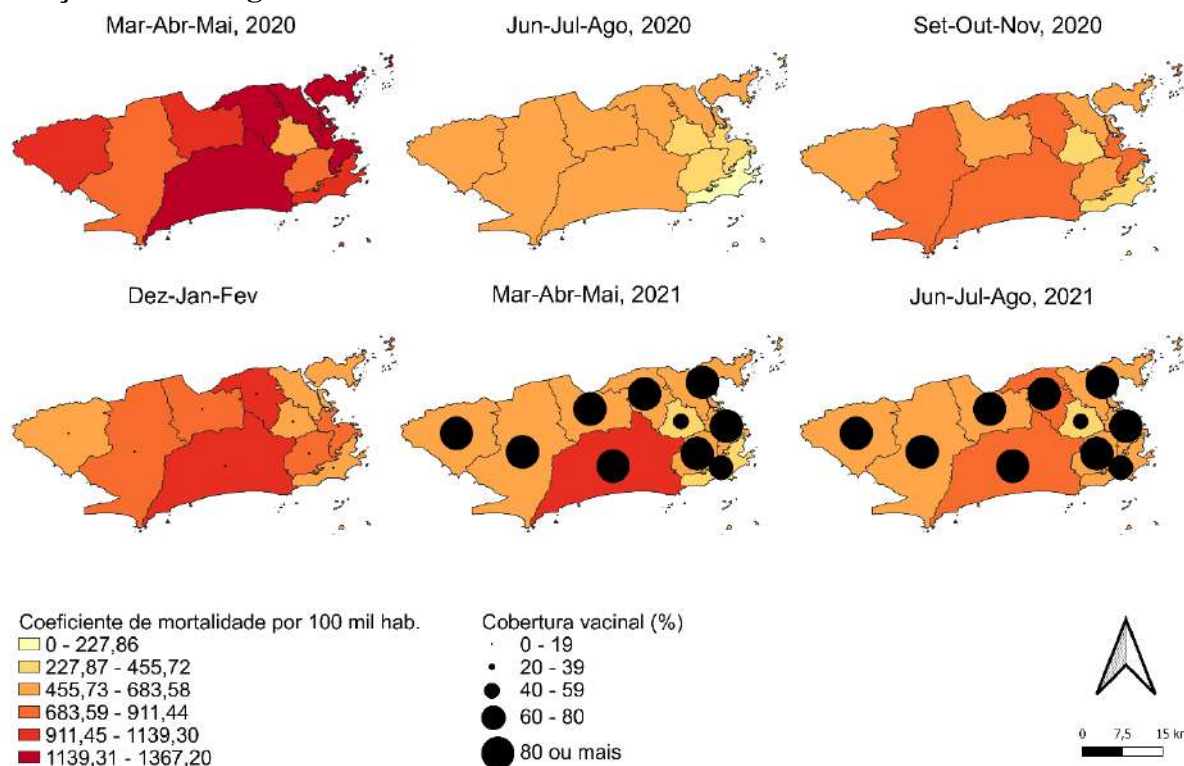 Mar-Abr-Mai, 2020
Jun-Jul-Ago, 2020
Set-Out-Nov, 2020
Dez-Jan-Fev
Mar-Abr-Mai, 2021
Jun-Jul-Ago, 2021
Coeficiente de mortalidade por 100 mil hab.
0 - 227,86
227,87 - 455,72
455,73 - 683,58
683,59 - 911,44
911,45 - 1139,30
1139,31 - 1367,20
Cobertura vacinal (%)
0 - 19
20 - 39
40 - 59
60 - 80
80 ou mais
0 7,5 15 km